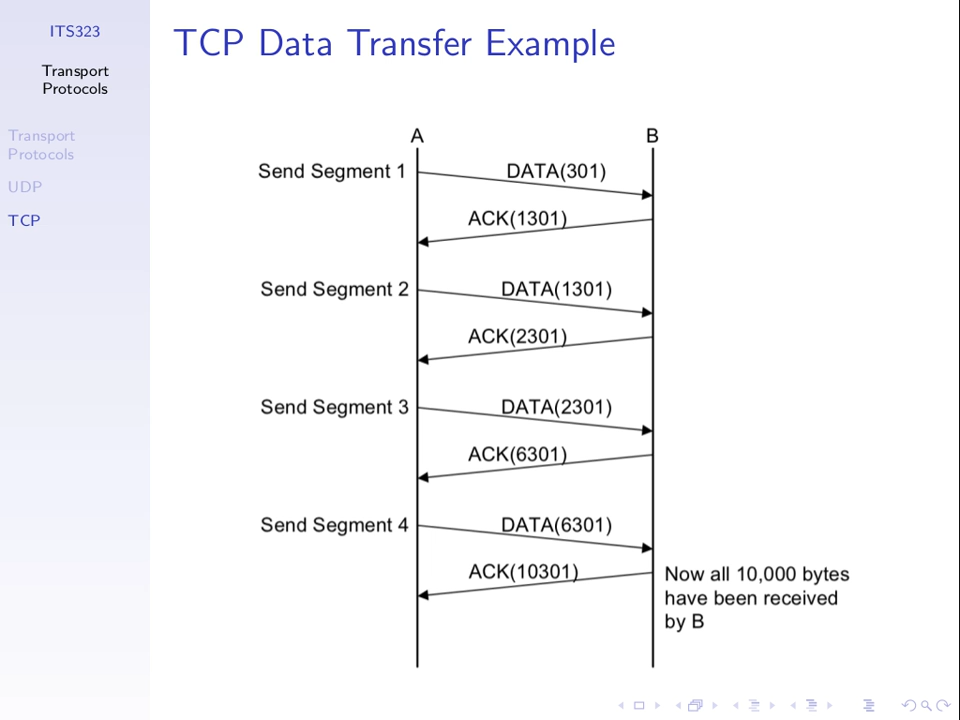 ITS323
Transport
Protocols
Transport
Protocols
UDP
TCP
TCP Data Transfer Example
A
B
Send Segment 1
DATA(301)
ACK(1301)
Send Segment 2
DATA(1301)
ACK(2301)
Send Segment 3
DATA(2301)
ACK(6301)
Send Segment 4
DATA(6301)
ACK(10301)
Now all 10,000 bytes
have been received
by B